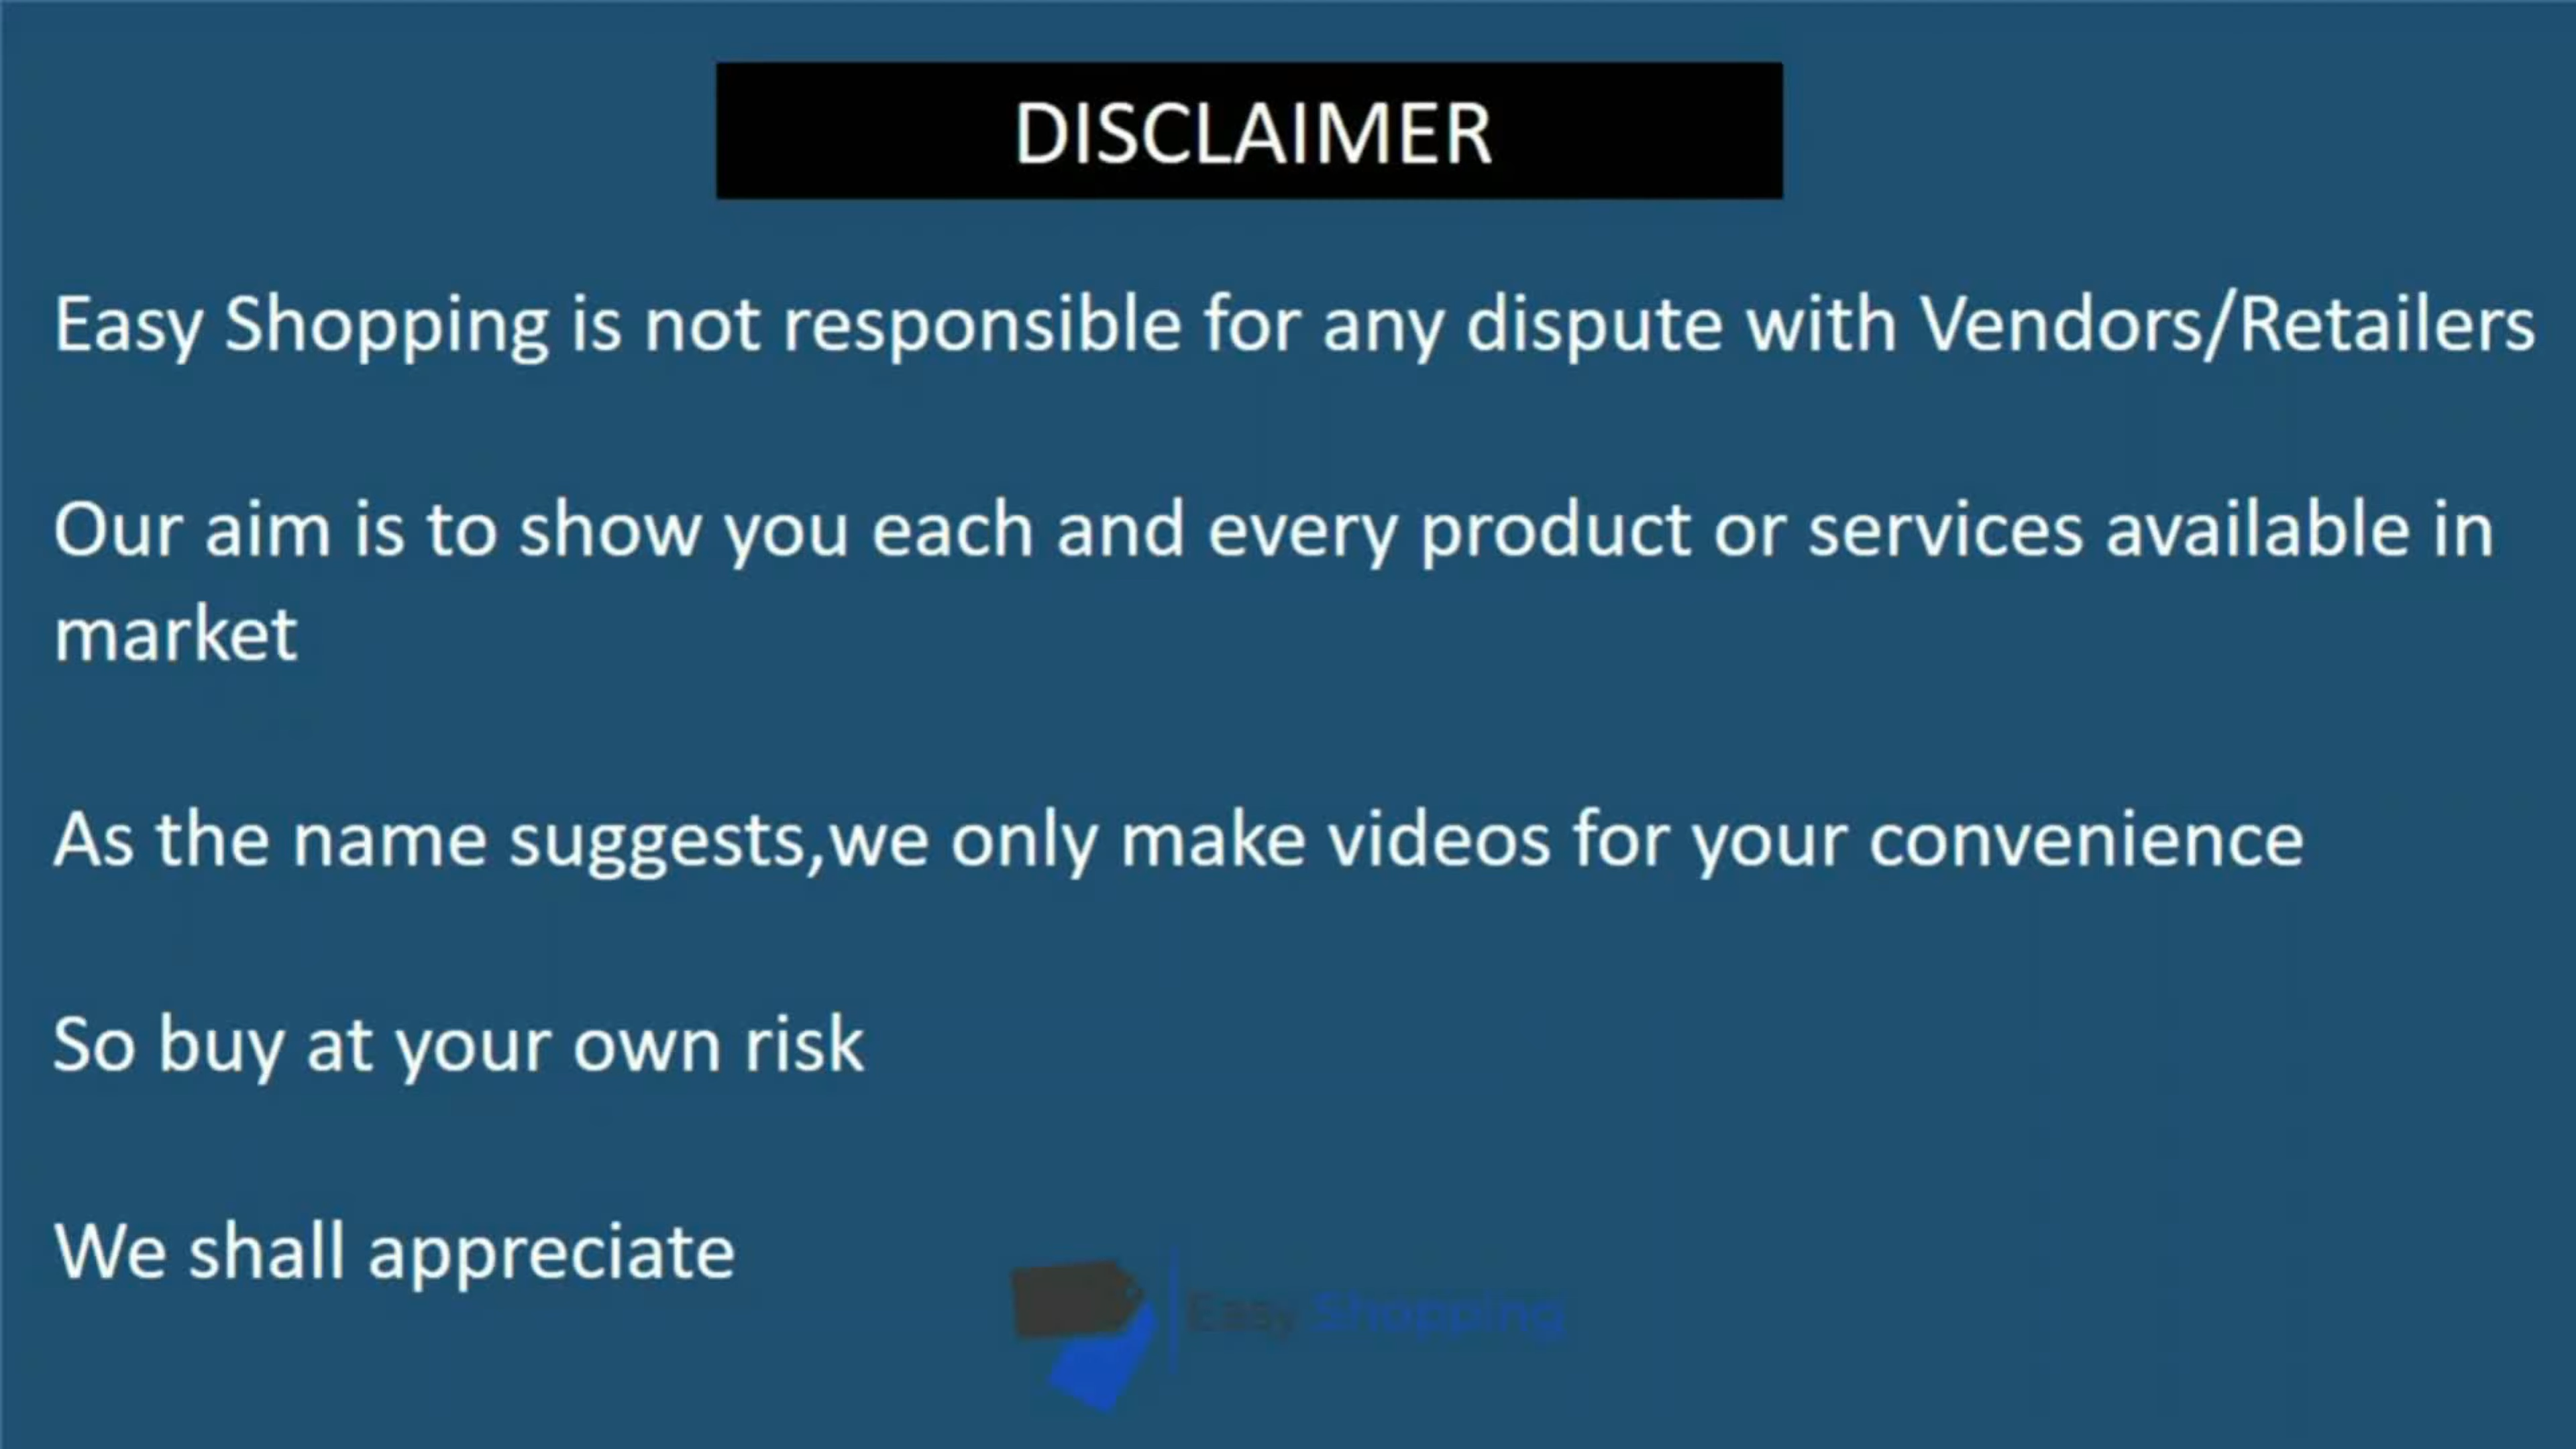 DISCLAIMER
Easy Shopping is not responsible for any dispute with Vendors/Retailers
Our aim is to show you each and every product or services available in
market
As the name suggests,we only make videos for your convenience
So buy at your own risk
We shall appreciate
Easy Shopping